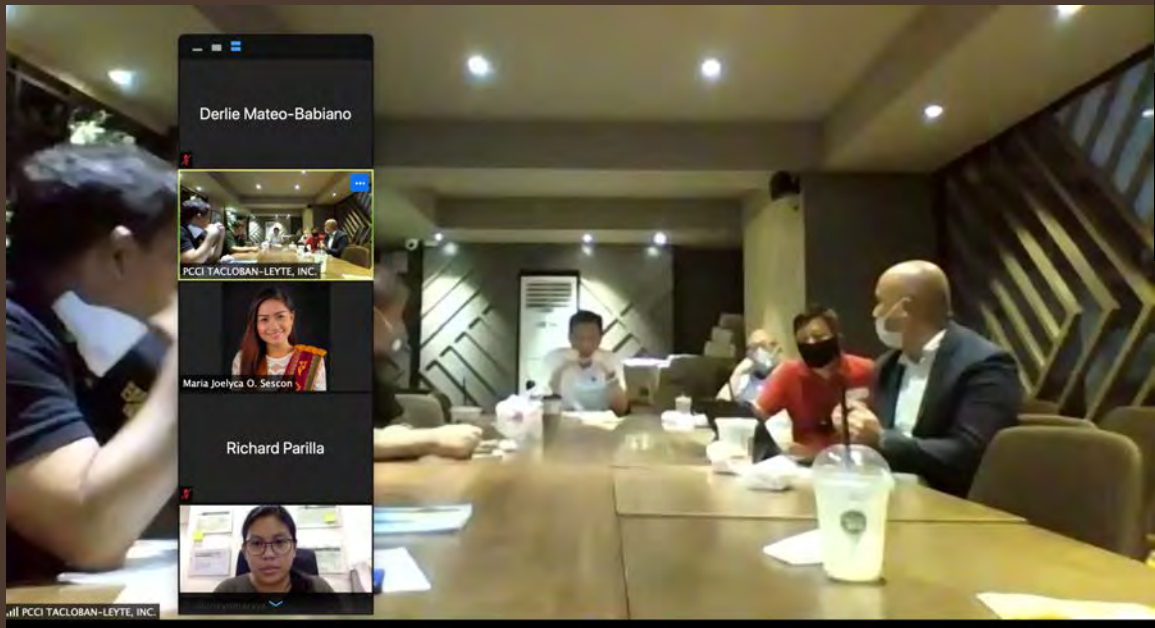 Derlie Mateo-Babiano
PCCI TACLOBAN-LEYTE, INC.
Maria Joelyca O. Sescon
Richard Parilla
PCCI TACLOBAN-LEYTE, INC.